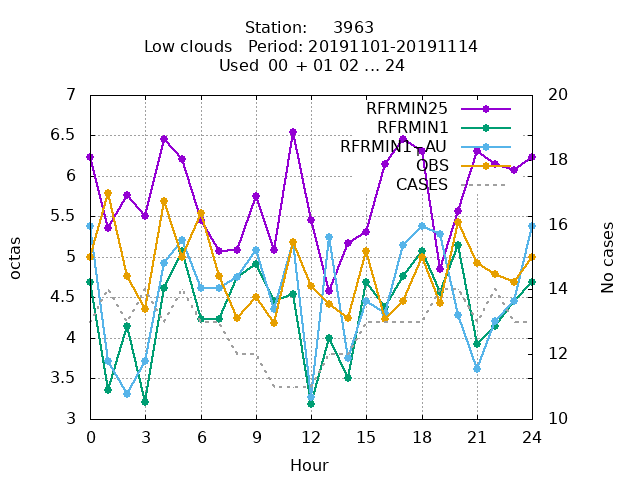 Station: 3963
Low clouds Period: 20191101-20191114
Used 00 + 01 02 ... 24
7
6.5
6
5.5
5
4.5
4
3.5
3
20
18
16
14
12
10
RFRMIN25
RFRMIN1
RFRMIN1_AU
OBS
CASES
octas
No cases
0 3 6 9 12 15 18 21 24
Hour